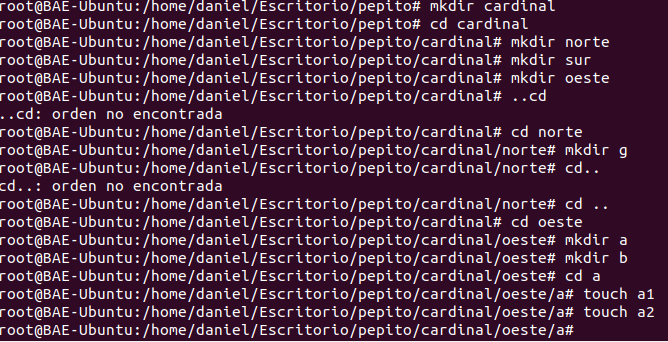 root@BAE-Ubuntu:/home/daniel/Escritorio/pepito# mkdir cardinal
root@BAE-Ubuntu:/home/daniel/Escritorio/pepito# cd cardinal
root@BAE-Ubuntu:/home/daniel/Escritorio/pepito/cardinal# mkdir norte
root@BAE-Ubuntu:/home/daniel/Escritorio/pepito/cardinal# mkdir sur
root@BAE-Ubuntu:/home/daniel/Escritorio/pepito/cardinal# mkdir oeste
root@BAE-Ubuntu:/home/daniel/Escritorio/pepito/cardinal# ..cd
..cd: orden no encontrada
root@BAE-Ubuntu:/home/daniel/Escritorio/pepito/cardinal# cd norte
root@BAE-Ubuntu:/home/daniel/Escritorio/pepito/cardinal/norte# mkdir g
root@BAE-Ubuntu:/home/daniel/Escritorio/pepito/cardinal/norte# cd..
cd..: orden no encontrada
root@BAE-Ubuntu:/home/daniel/Escritorio/pepito/cardinal/norte# cd ..
root@BAE-Ubuntu:/home/daniel/Escritorio/pepito/cardinal# cd oeste
root@BAE-Ubuntu:/home/daniel/Escritorio/pepito/cardinal/oeste# mkdir a
root@BAE-Ubuntu:/home/daniel/Escritorio/pepito/cardinal/oeste# mkdir b
root@BAE-Ubuntu:/home/daniel/Escritorio/pepito/cardinal/oeste# cd a
root@BAE-Ubuntu:/home/daniel/Escritorio/pepito/cardinal/oeste/a# touch a1
root@BAE-Ubuntu:/home/daniel/Escritorio/pepito/cardinal/oeste/a# touch a2
root@BAE-Ubuntu:/home/daniel/Escritorio/pepito/cardinal/oeste/a#